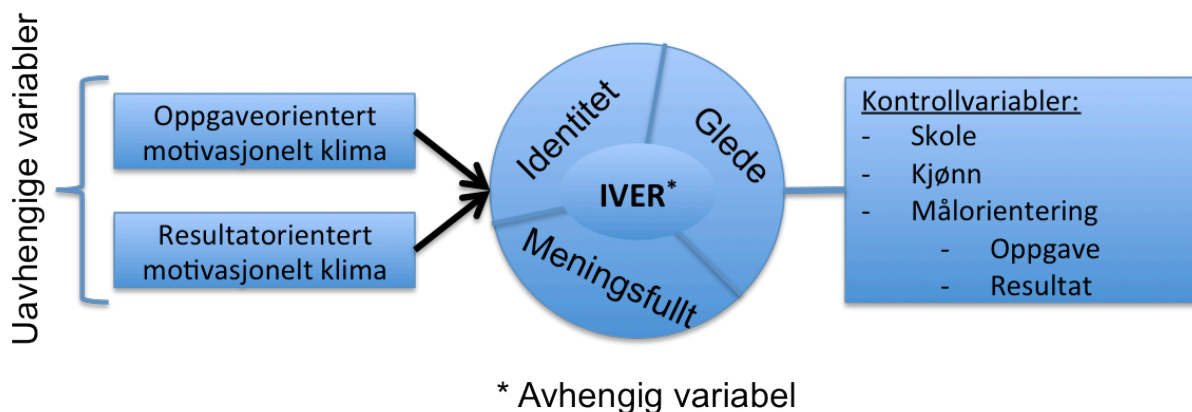 Uavhengige variabler
Oppgaveorientert
motivasjonelt klima
Resultatorientert
motivasjonelt klima
Identitet
Glede
IVER*
Meningsfullt
Kontrollvariabler:
- Skole
- Kjønn
- Målorientering
- Oppgave
- Resultat
* Avhengig variabel